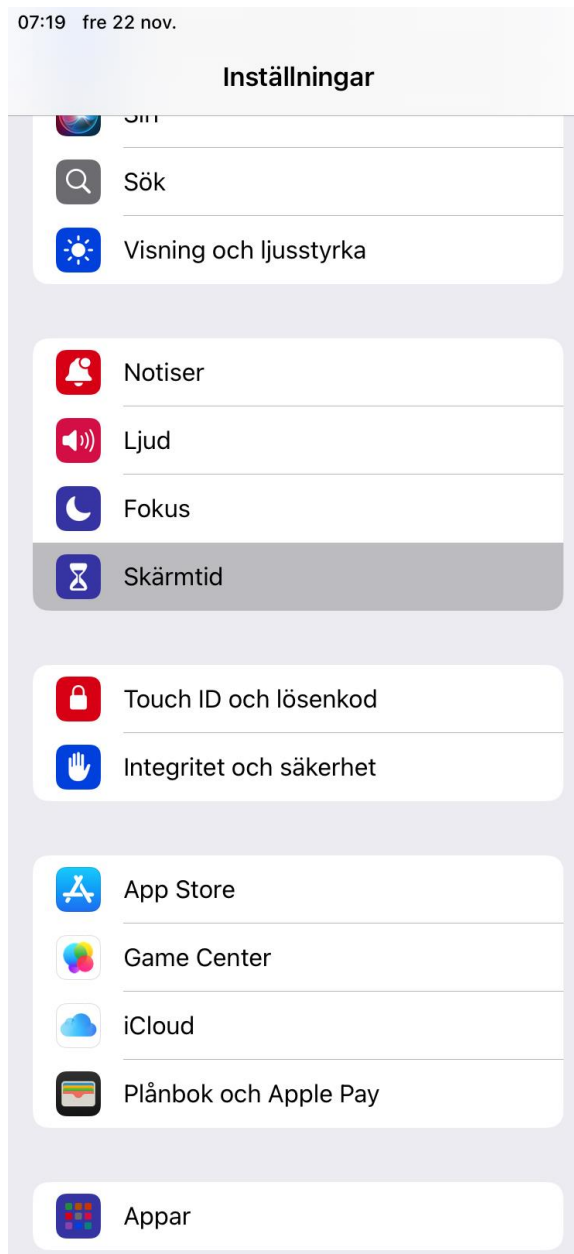 07:19 fre 22 nov.
Inställningar
Sök
Visning och ljusstyrka
Notiser
Ljud
Fokus
Skärmtid
Touch ID och lösenkod
Integritet och säkerhet
App Store
Game Center
iCloud
Plånbok och Apple Pay
Appar